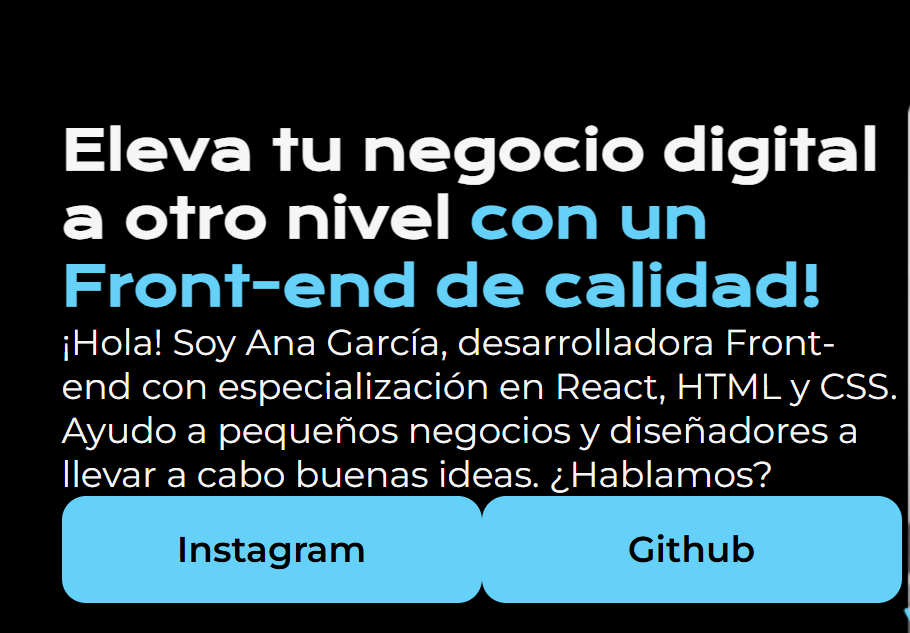 Eleva tu negocio digital
a otro nivel con un
Front-end de calidad!
¡Hola! Soy Ana García, desarrolladora Front-
end con especialización en React, HTML y CSS.
Ayudo a pequeños negocios y diseñadores a
llevar a cabo buenas ideas. ¿Hablamos?
Instagram
Github